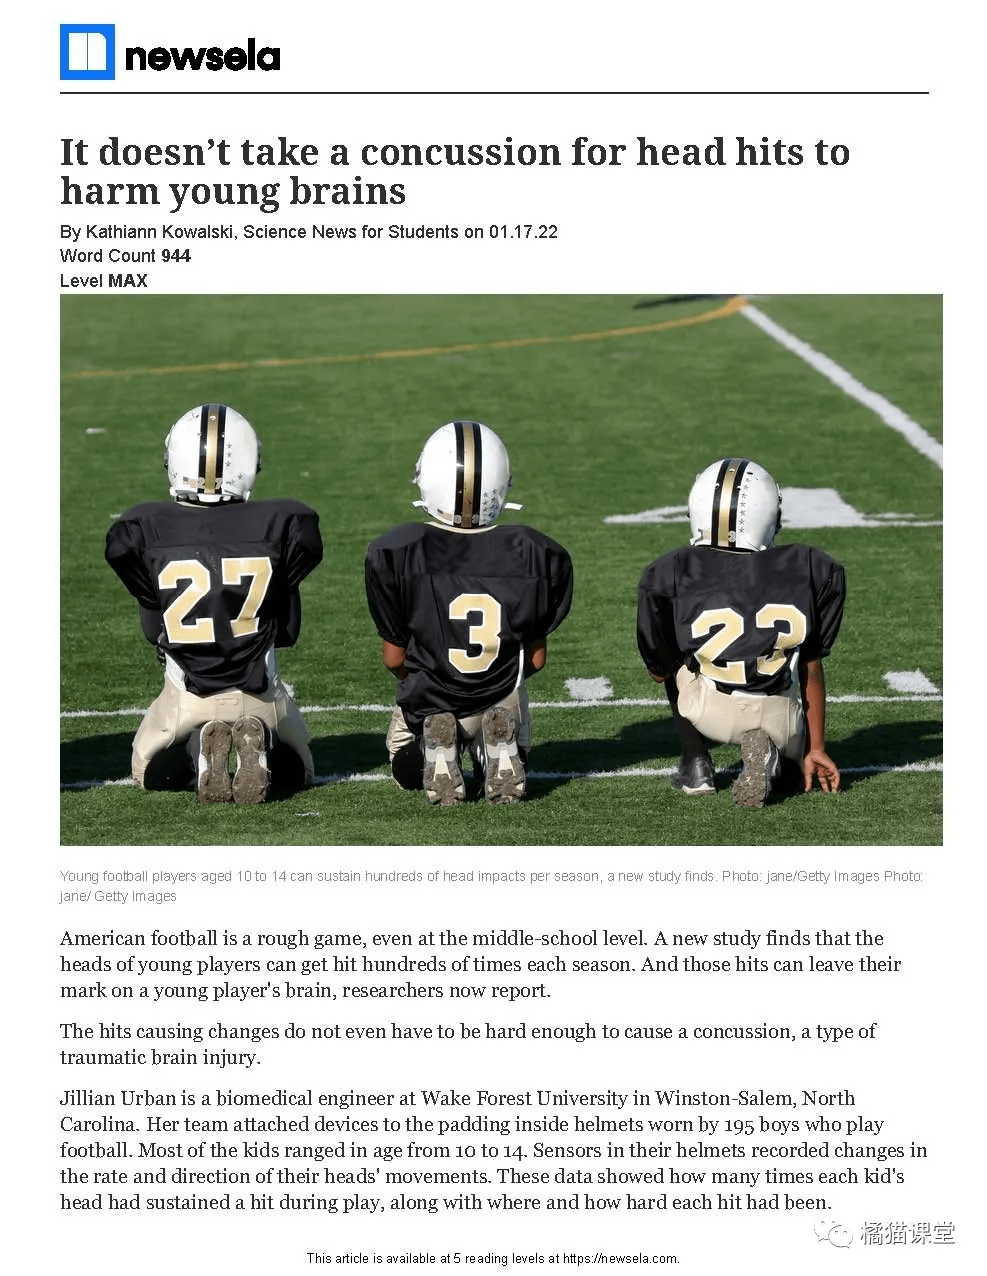 newsela
It doesn’t take a concussion for head hits to
harm young brains
By Kathiann Kowalski, Science News for Students on 01.17.22
Word Count 944
Level MAX
27
3
23
Young football players aged 10 to 14 can sustain hundreds of head impacts per season, a new study finds. Photo: jane/Getty Images Photo:
jane/ Getty Images
American football is a rough game, even at the middle-school level. A new study finds that the
heads of young players can get hit hundreds of times each season. And those hits can leave their
mark on a young player's brain, researchers now report.
The hits causing changes do not even have to be hard enough to cause a concussion, a type of
traumatic brain injury.
Jillian Urban is a biomedical engineer at Wake Forest University in Winston-Salem, North
Carolina. Her team attached devices to the padding inside helmets worn by 195 boys who play
football. Most of the kids ranged in age from 10 to 14. Sensors in their helmets recorded changes in
the rate and direction of their heads' movements. These data showed how many times each kid's
head had sustained a hit during play, along with where and how hard each hit had been.
橘猫课堂
This article is available at 5 reading levels at https://newsela.com.